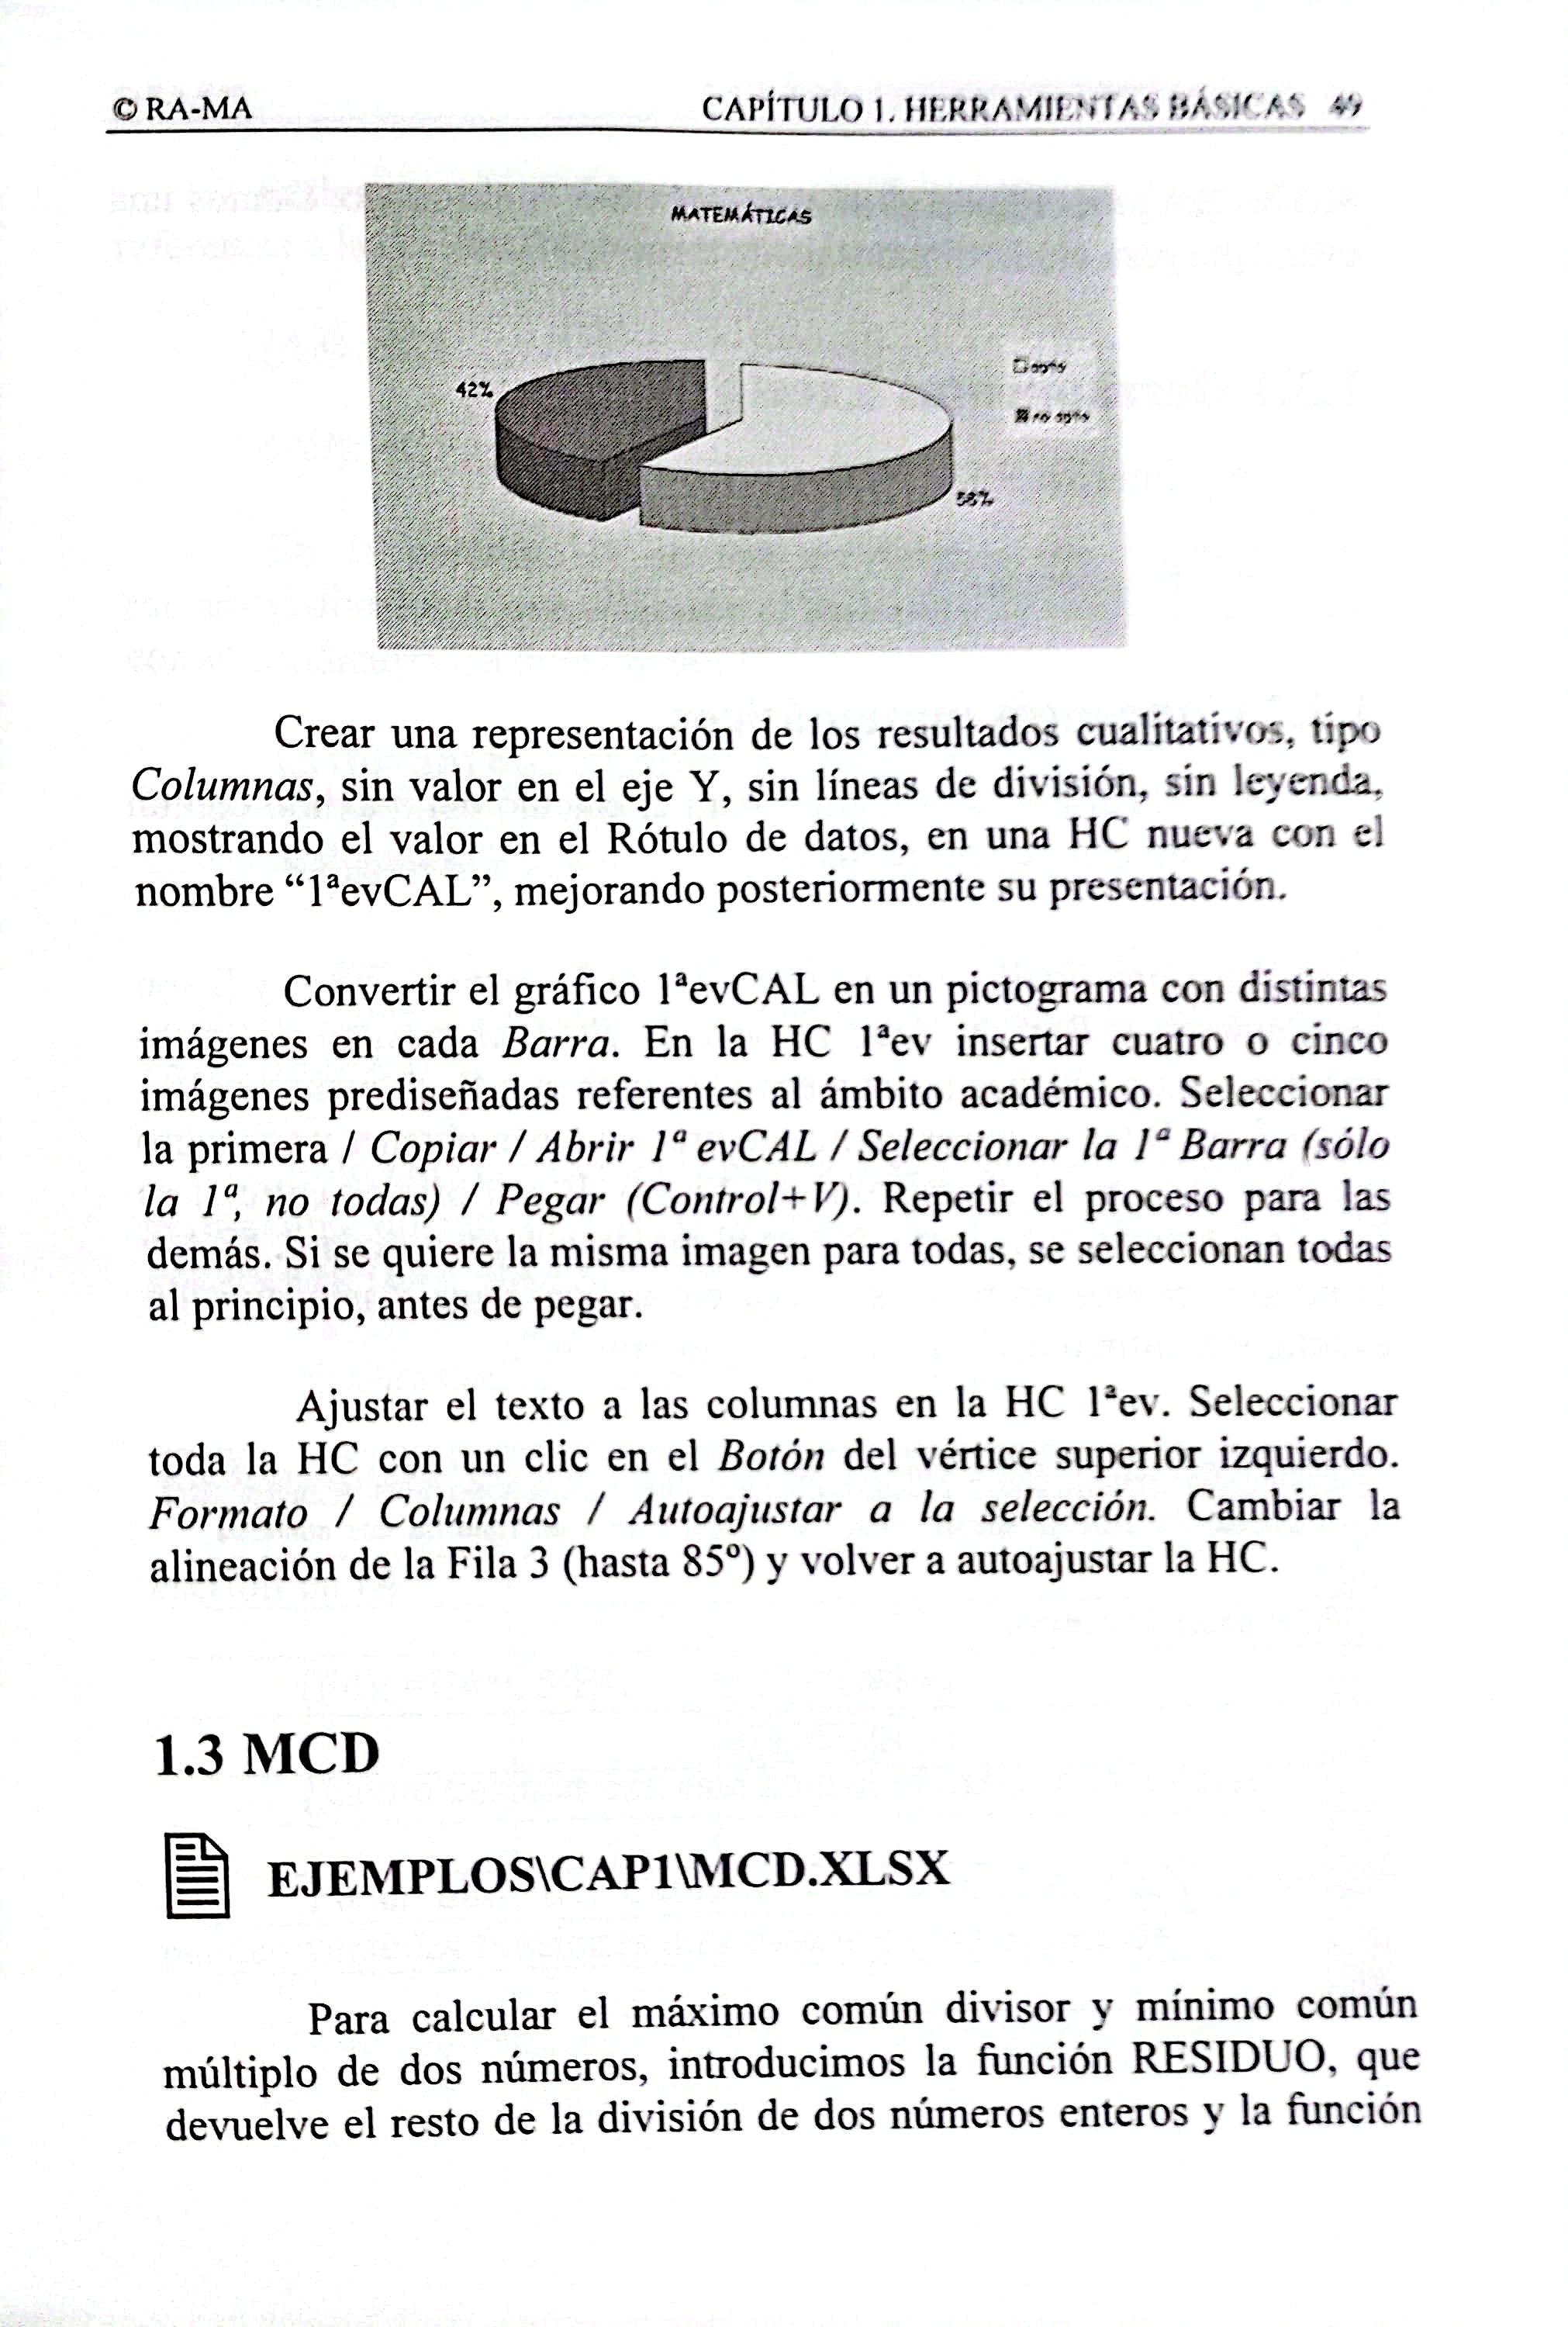 © RA-MA
CAPÍTULO 1. HERRAMIENTAS BÁSICAS 49
MATEMÁTICAS
42%
apto
no apto
58%
Crear una representación de los resultados cualitativos, tipo
Columnas, sin valor en el eje Y, sin líneas de división, sin leyenda,
mostrando el valor en el Rótulo de datos, en una HC nueva con el
nombre “1ªevCAL”, mejorando posteriormente su presentación.
Convertir el gráfico 1ªevCAL en un pictograma con distintas
imágenes en cada Barra. En la HC 1ªev insertar cuatro o cinco
imágenes prediseñadas referentes al ámbito académico. Seleccionar
la primera / Copiar / Abrir 1ª evCAL / Seleccionar la 1ª Barra (sólo
la 1ª, no todas) / Pegar (Control+V). Repetir el proceso para las
demás. Si se quiere la misma imagen para todas, se seleccionan todas
al principio, antes de pegar.
Ajustar el texto a las columnas en la HC 1ªev. Seleccionar
toda la HC con un clic en el Botón del vértice superior izquierdo.
Formato / Columnas / Autoajustar a la selección. Cambiar la
alineación de la Fila 3 (hasta 85º) y volver a autoajustar la HC.
1.3 MCD
EJEMPLOS\CAP1\MCD.XLSX
Para calcular el máximo común divisor y mínimo común
múltiplo de dos números, introducimos la función RESIDUO, que
devuelve el resto de la división de dos números enteros y la función